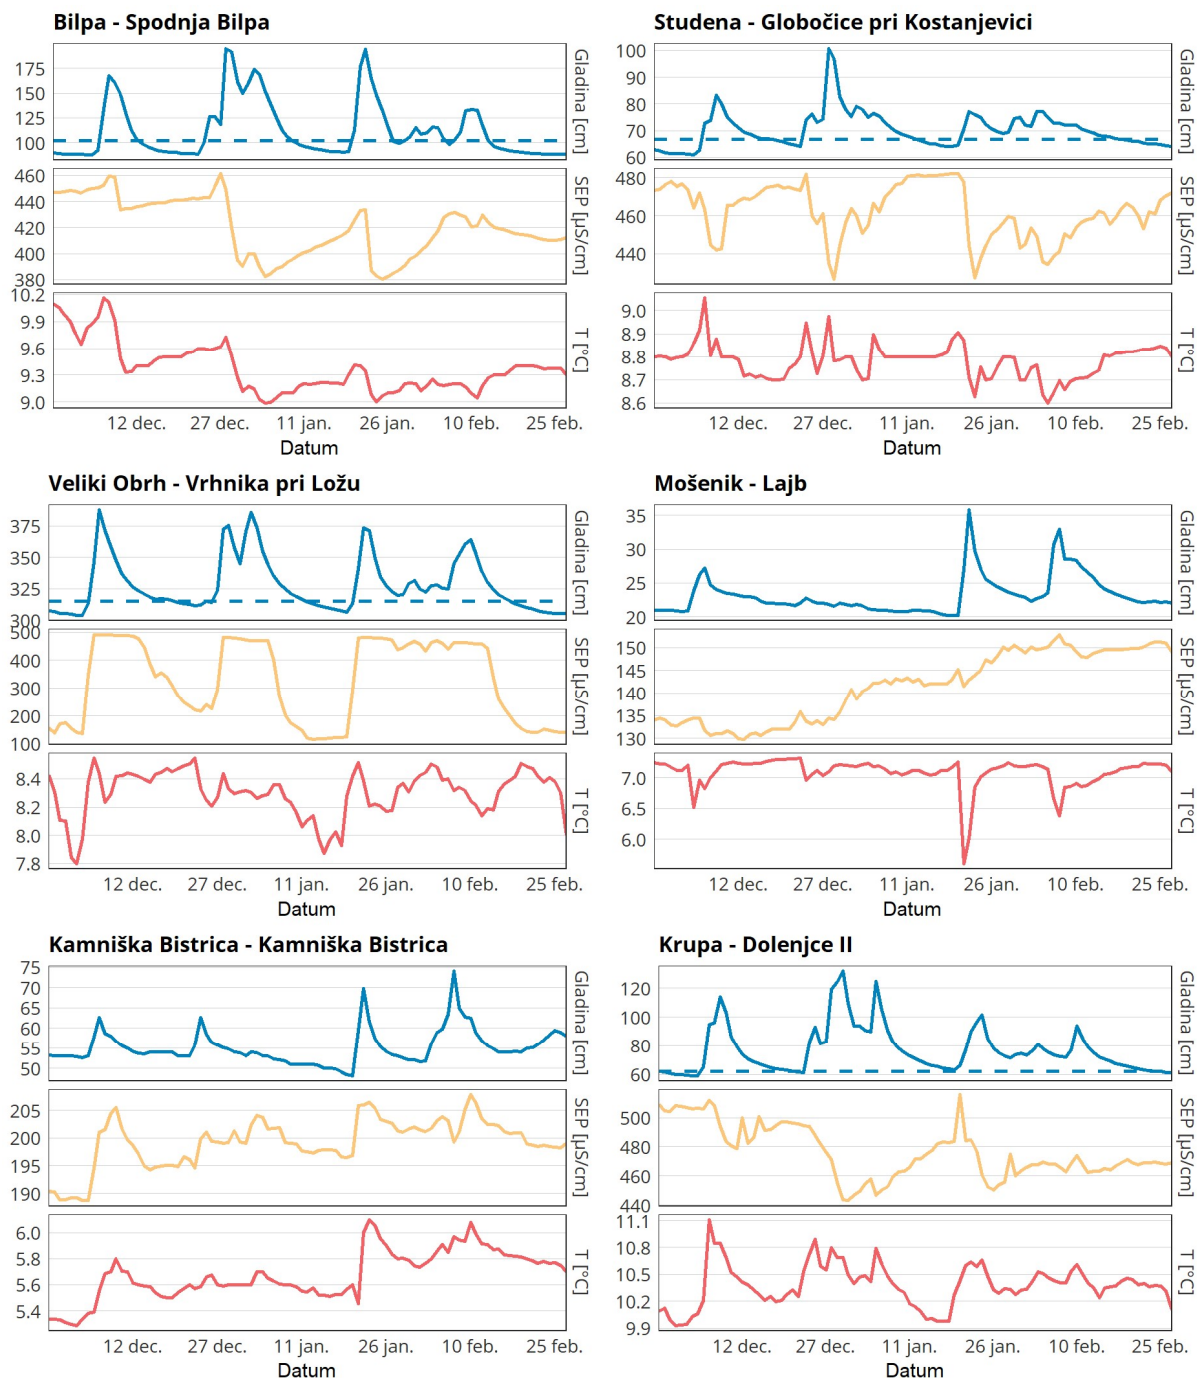 Bilpa - Spodnja Bilpa
175
150
125
100
Gladina [cm]
460
440
420
400
380
SEP [µS/cm]
10.2
9.9
9.6
9.3
9.0
T [°C]
12 dec. 27 dec. 11 jan. 26 jan. 10 feb. 25 feb.
Datum
Studena - Globočice pri Kostanjevici
100
90
80
70
60
Gladina [cm]
480
460
440
SEP [µS/cm]
9.0
8.9
8.8
8.7
8.6
T [°C]
12 dec. 27 dec. 11 jan. 26 jan. 10 feb. 25 feb.
Datum
Veliki Obrh - Vrhnika pri Ložu
375
350
325
300
Gladina [cm]
500
400
300
200
100
SEP [µS/cm]
8.4
8.2
8.0
7.8
T [°C]
12 dec. 27 dec. 11 jan. 26 jan. 10 feb. 25 feb.
Datum
Mošenik - Lajb
35
30
25
20
Gladina [cm]
150
145
140
135
130
SEP [µS/cm]
7.0
6.5
6.0
T [°C]
12 dec. 27 dec. 11 jan. 26 jan. 10 feb. 25 feb.
Datum
Kamniška Bistrica - Kamniška Bistrica
75
70
65
60
55
50
Gladina [cm]
205
200
195
190
SEP [µS/cm]
6.0
5.8
5.6
5.4
T [°C]
12 dec. 27 dec. 11 jan. 26 jan. 10 feb. 25 feb.
Datum
Krupa - Dolenjce II
120
100
80
60
Gladina [cm]
500
480
460
440
SEP [µS/cm]
11.1
10.8
10.5
10.2
9.9
T [°C]
12 dec. 27 dec. 11 jan. 26 jan. 10 feb. 25 feb.
Datum